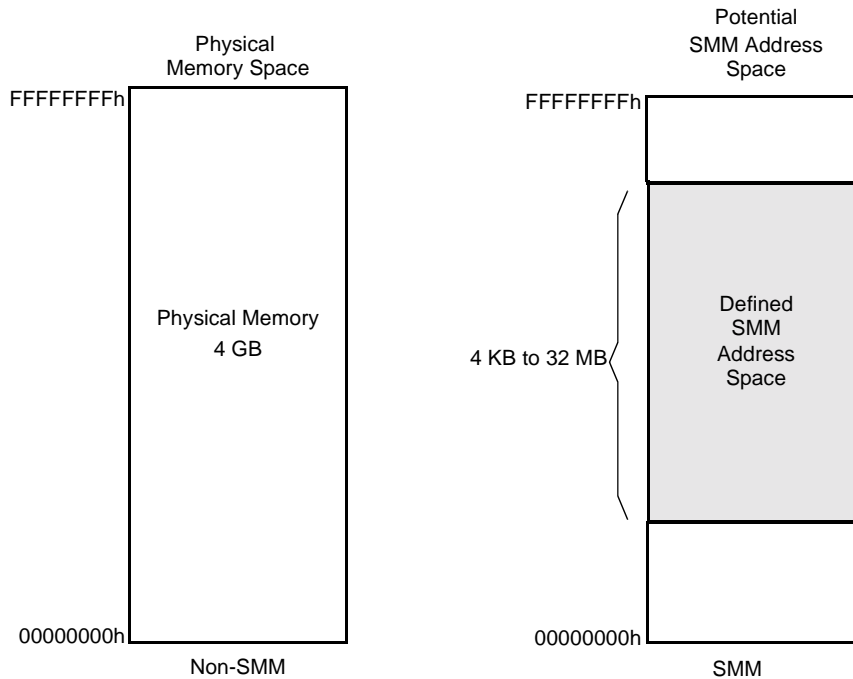 Physical
Memory Space
FFFFFFFFh
Physical Memory
4 GB
00000000h
Non-SMM
Potential
SMM Address
Space
FFFFFFFFh
4 KB to 32 MB
Defined
SMM
Address
Space
00000000h
SMM